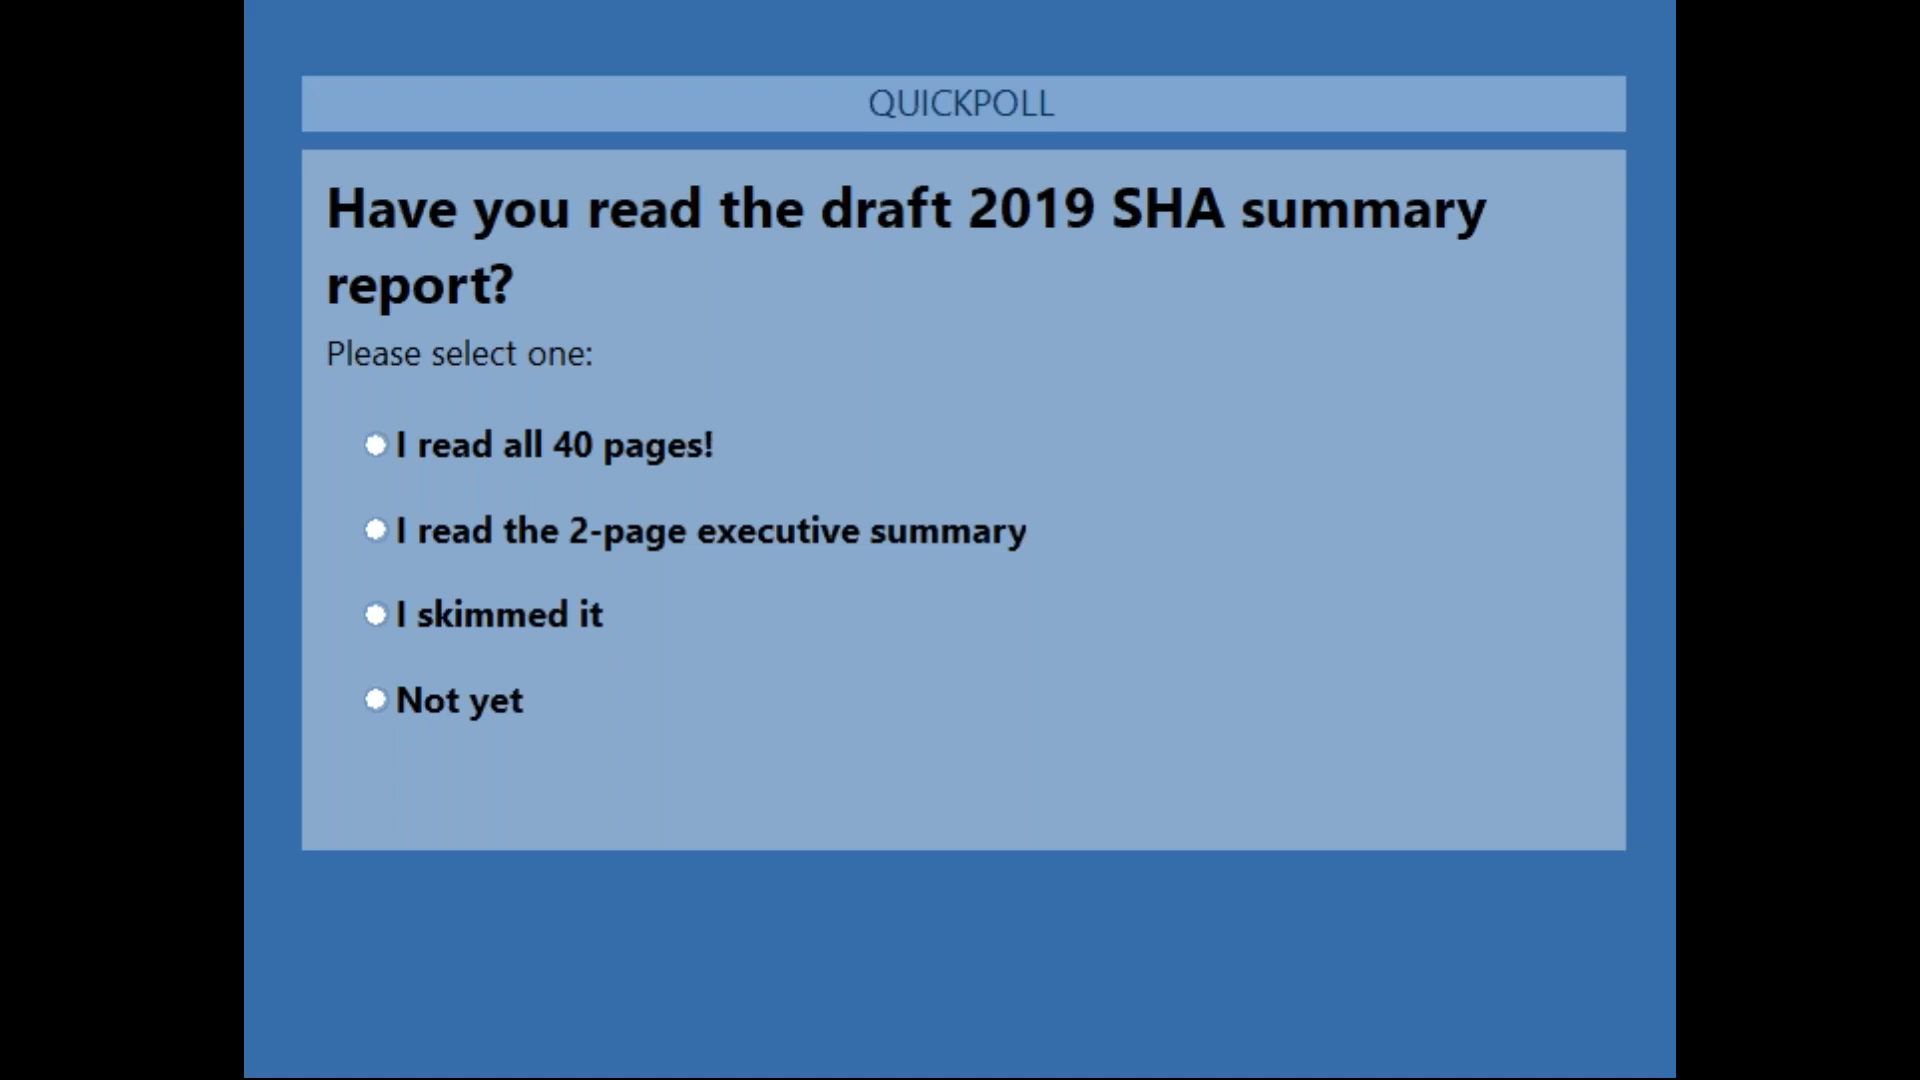 QUICKPOLL
Have you read the draft 2019 SHA summary
report?
Please select one:
I read all 40 pages!
I read the 2-page executive summary
I skimmed it
Not yet